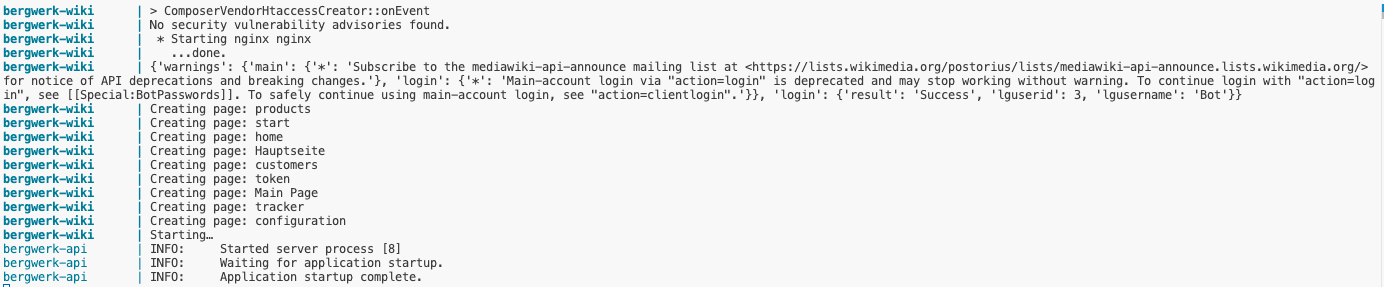 bergwerk-wiki | > ComposerVendorHtaccessCreator::onEvent
bergwerk-wiki | No security vulnerability advisories found.
bergwerk-wiki | * Starting nginx nginx
bergwerk-wiki | ...done.
bergwerk-wiki | {'warnings': {'main': {'*': 'Subscribe to the mediawiki-api-announce mailing list at <https://lists.wikimedia.org/postorius/lists/mediawiki-api-announce.lists.wikimedia.org/>
for notice of API deprecations and breaking changes.'}, 'login': {'*': 'Main-account login via "action=login" is deprecated and may stop working without warning. To continue login with "action=log
in", see [[Special:BotPasswords]]. To safely continue using main-account login, see "action=clientlogin".'}}, 'login': {'result': 'Success', 'lguserid': 3, 'lgusername': 'Bot'}}
bergwerk-wiki | Creating page: products
bergwerk-wiki | Creating page: start
bergwerk-wiki | Creating page: home
bergwerk-wiki | Creating page: Hauptseite
bergwerk-wiki | Creating page: customers
bergwerk-wiki | Creating page: token
bergwerk-wiki | Creating page: Main Page
bergwerk-wiki | Creating page: tracker
bergwerk-wiki | Creating page: configuration
bergwerk-wiki | Starting…
bergwerk-api | INFO: Started server process [8]
bergwerk-api | INFO: Waiting for application startup.
bergwerk-api | INFO: Application startup complete.